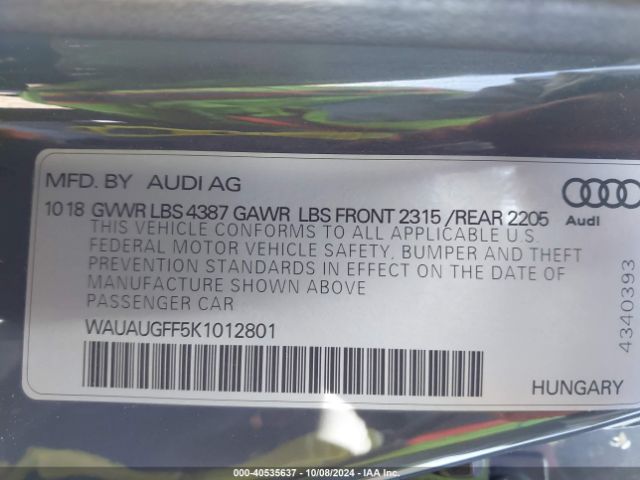 MFD. BY AUDI AG
10 18 GVWR LBS 4387 GAWR LBS FRONT 2315 /REAR 2205
Audi
THIS VEHICLE CONFORMS TO ALL APPLICABLE U.S.
FEDERAL MOTOR VEHICLE SAFETY, BUMPER AND THEFT
PREVENTION STANDARDS IN EFFECT ON THE DATE OF
MANUFACTURE SHOWN ABOVE
PASSENGER CAR
4340393
WAUAUGFF5K1012801
HUNGARY
000-40535637 - 10/08/2024 - IAA Inc.